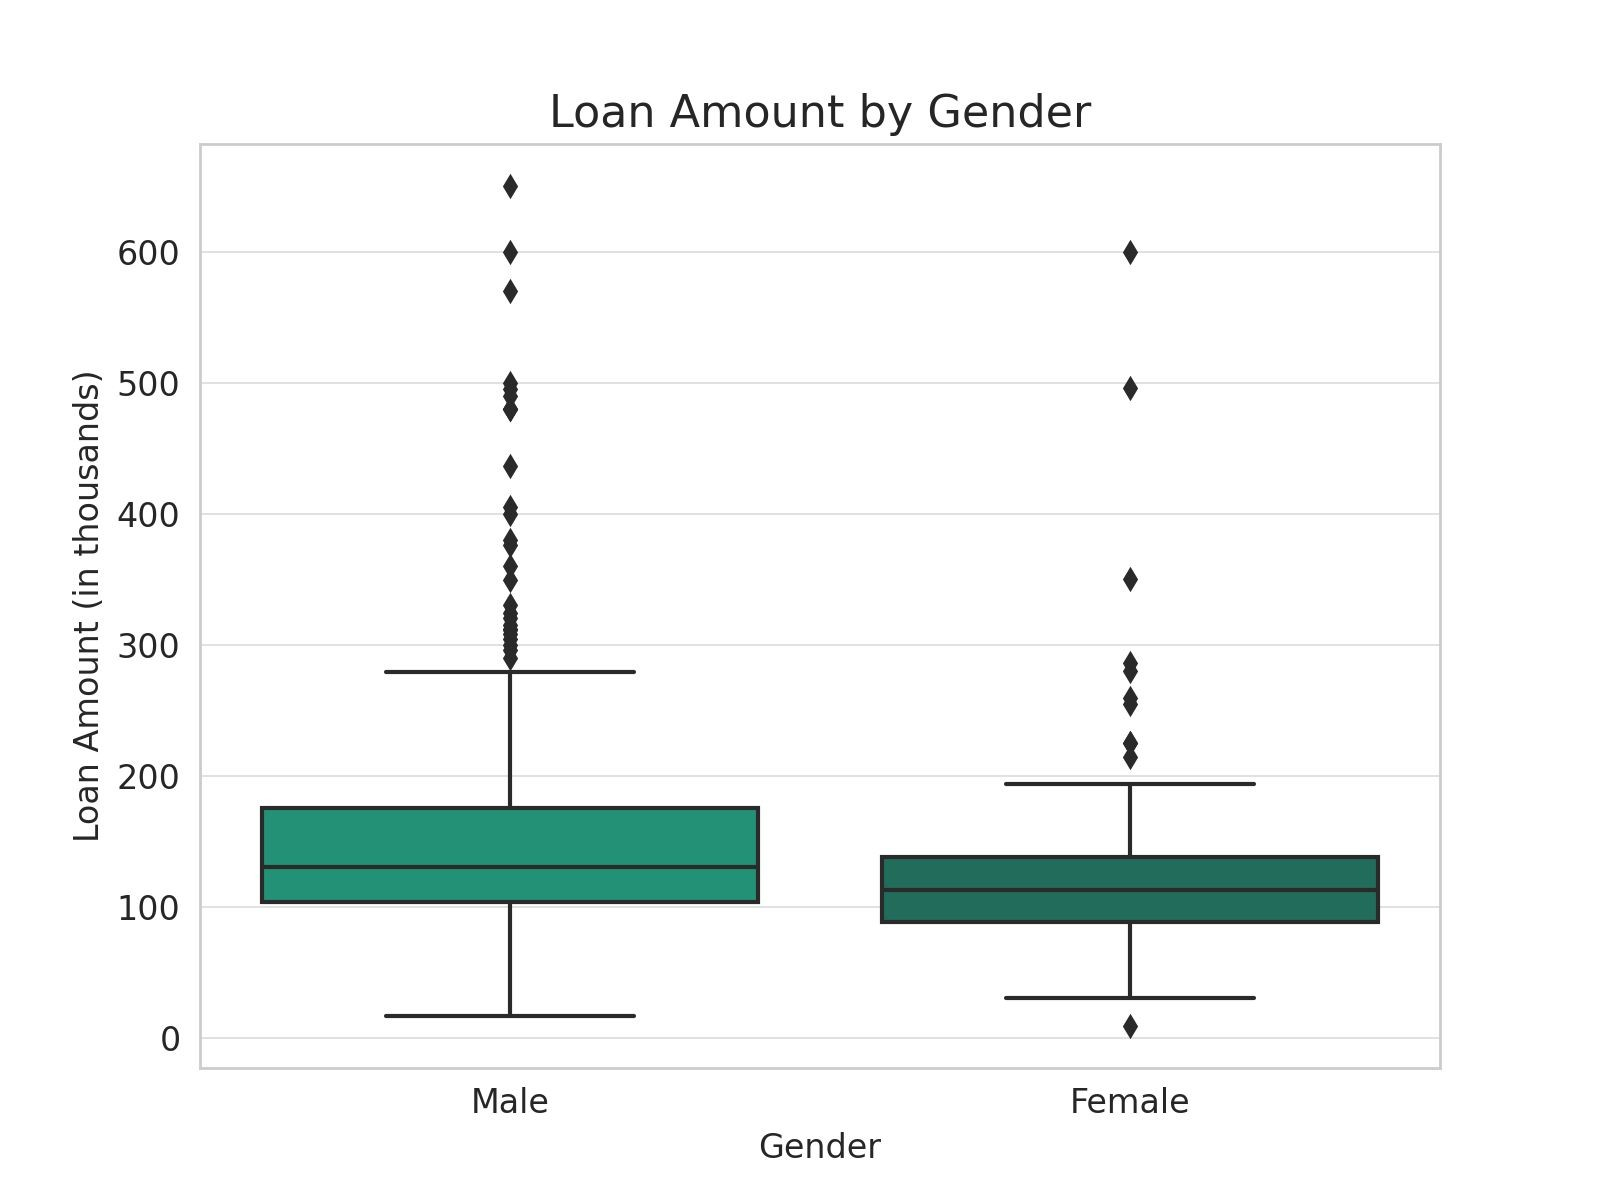 Loan Amount by Gender
Loan Amount (in thousands)
600
500
400
300
200
100
0
Male
Female
Gender